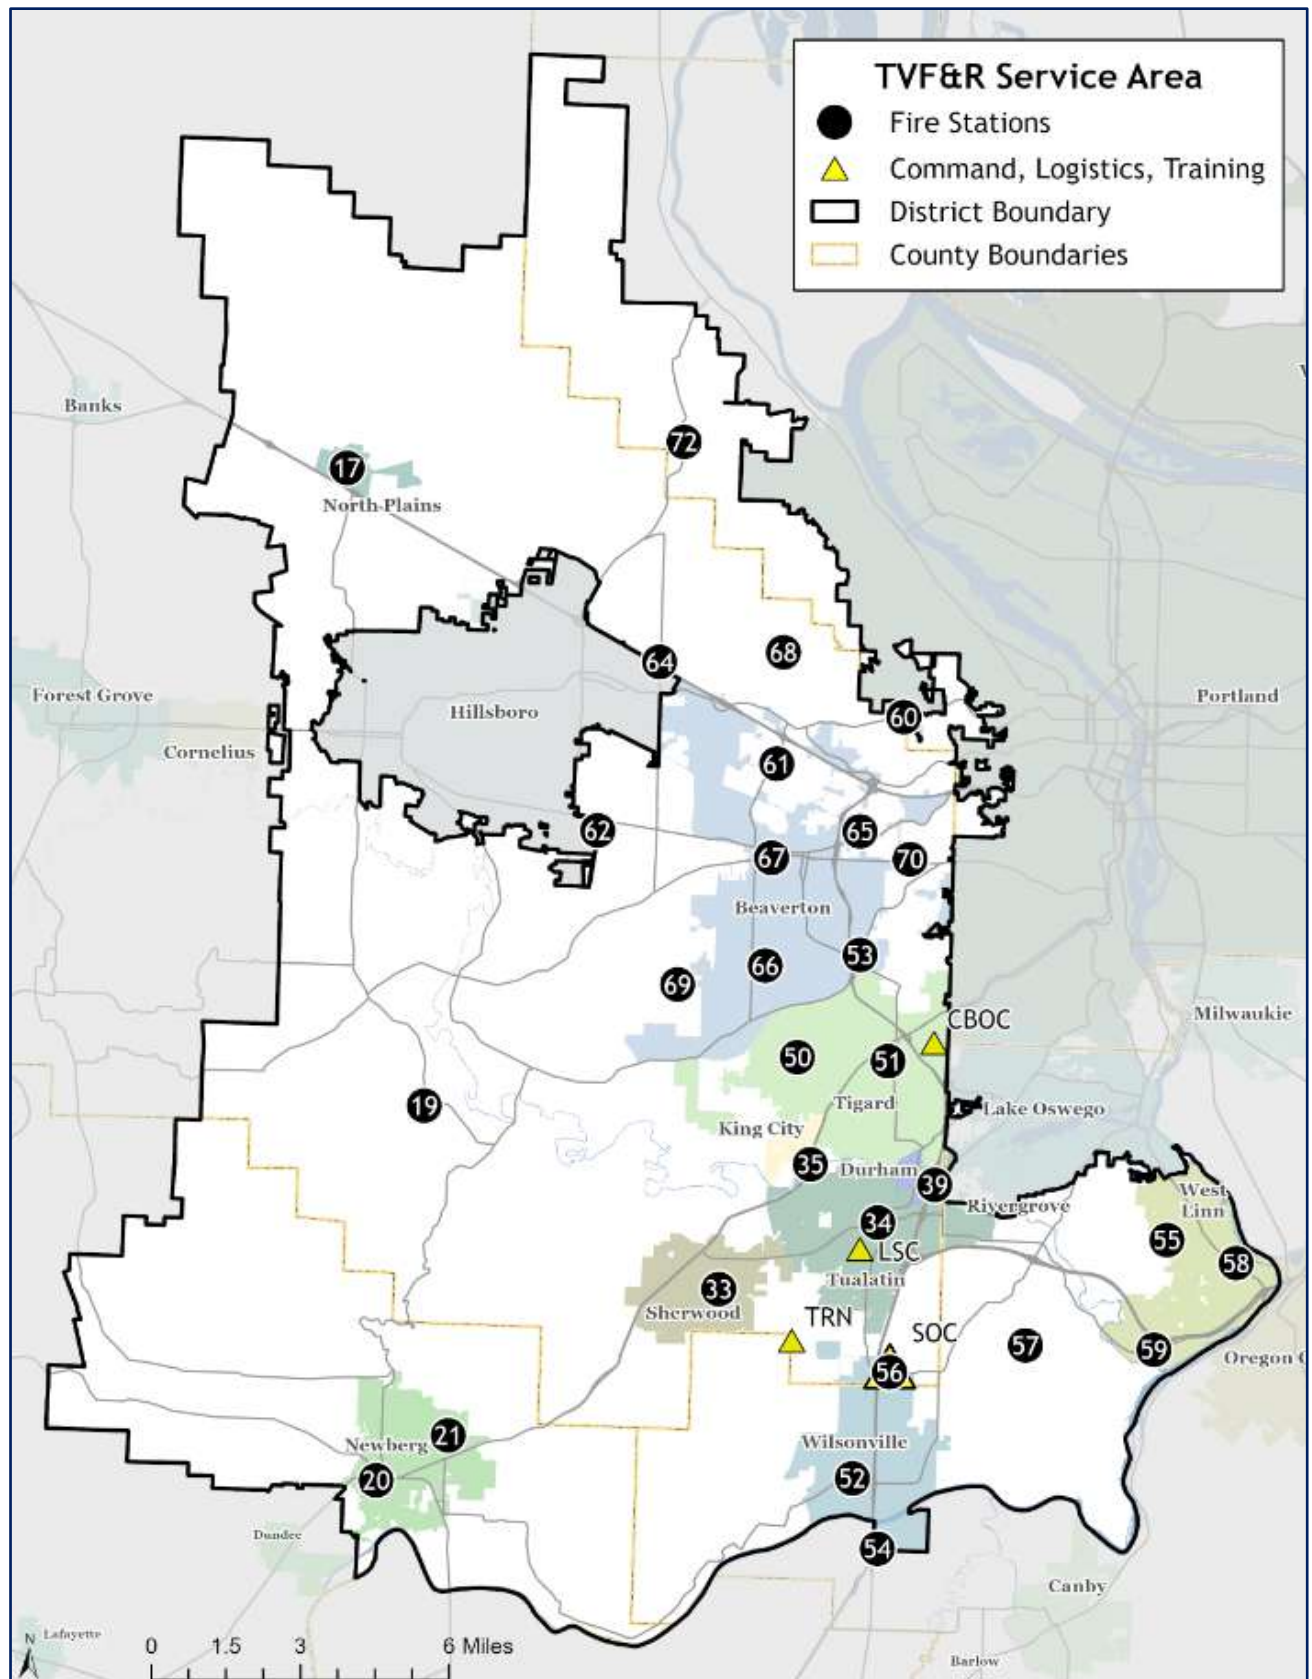 TVF&R Service Area
Fire Stations
Command, Logistics, Training
District Boundary
County Boundaries
Banks
72
17
North Plains
64
68
Forest Grove
Hillsboro
Portland
60
Cornelius
61
62
65
67
70
Beaverton
53
66
69
Milwaukie
CBOC
50
51
19
Tigard
Lake Oswego
King City
35
Durham
39
West
Linn
Rivergrove
34
55
LSC
58
Tualatin
33
Sherwood
TRN
SOC
57
59
56
Oregon
21
Newberg
Wilsonville
20
52
Dundee
54
Canby
N
Lafayette
0 1.5 3 6 Miles
Barlow